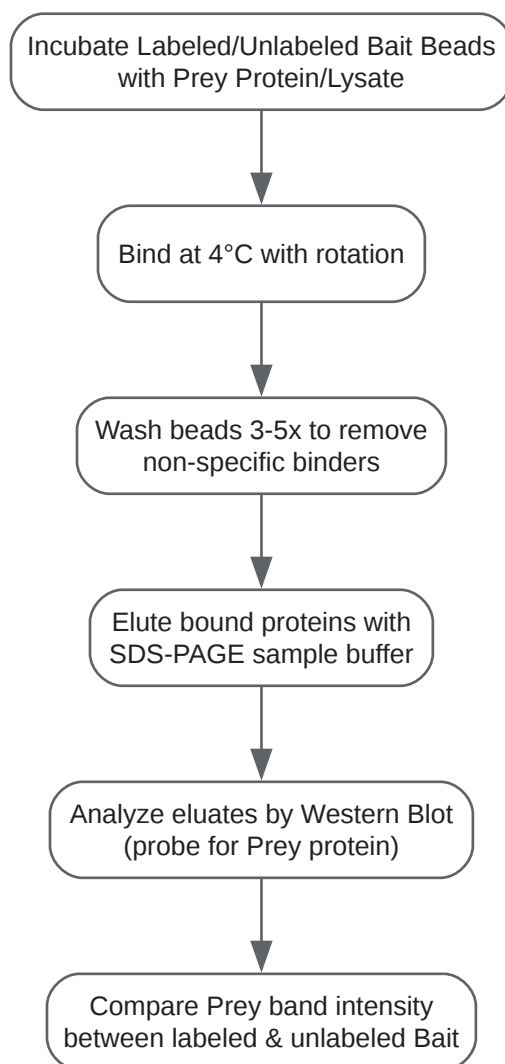 Incubate Labeled/Unlabeled Bait Beads
with Prey Protein/Lysate
Bind at 4°C with rotation
Wash beads 3-5x to remove
non-specific binders
Elute bound proteins with
SDS-PAGE sample buffer
Analyze eluates by Western Blot
(probe for Prey protein)
Compare Prey band intensity
between labeled & unlabeled Bait